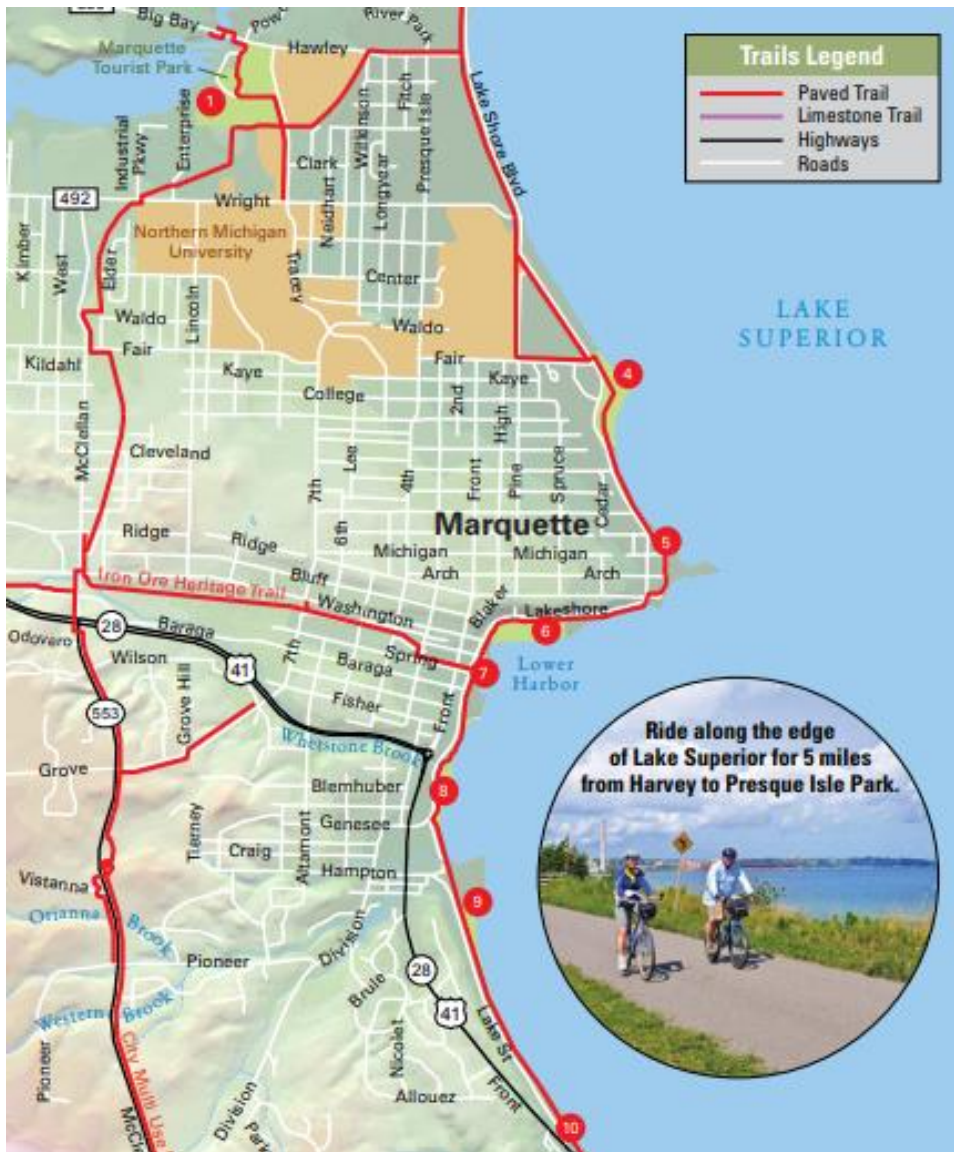 Big Bay
River Park
Marquette
Tourist Park
Hawley
1
Enterprise
Industrial
Pkwy
Lake Shore Blvd
Fitch
Wilkinson
Presque Isle
Clark
Longyear
Neidhart
492
Wright
Northern Michigan
University
Kimber
West
Elder
Lincoln
Tracey
Center
Waldo
Waldo
Fair
Fair
Kildahl
Kaye
Kaye
College
4
2nd
High
McClellan
Cleveland
Lee
7th
4th
Front
Pine
Spruce
Cedar
6th
Marquette
Ridge
Ridge
Michigan
Michigan
5
Bluff
Arch
Arch
Iron Ore Heritage Trail
Washington
Blaker
Lakeshore
6
28
Baraga
Odovaro
Wilson
41
7th
Spring
Baraga
7
Lower
Harbor
Fisher
Front
553
Grove Hill
Whetstone Brook
Grove
Blemhuber
8
Genesee
Tierney
Altamont
Craig
Hampton
Vistanna
9
Orianna
Brook
Division
Pioneer
28
Brule
Western Brook
41
Lake St
Nicolet
Pioneer
City Multi Use
Allouez
Front
Division
10
Trails Legend
Paved Trail
Limestone Trail
Highways
Roads
LAKE
SUPERIOR
Ride along the edge
of Lake Superior for 5 miles
from Harvey to Presque Isle Park.